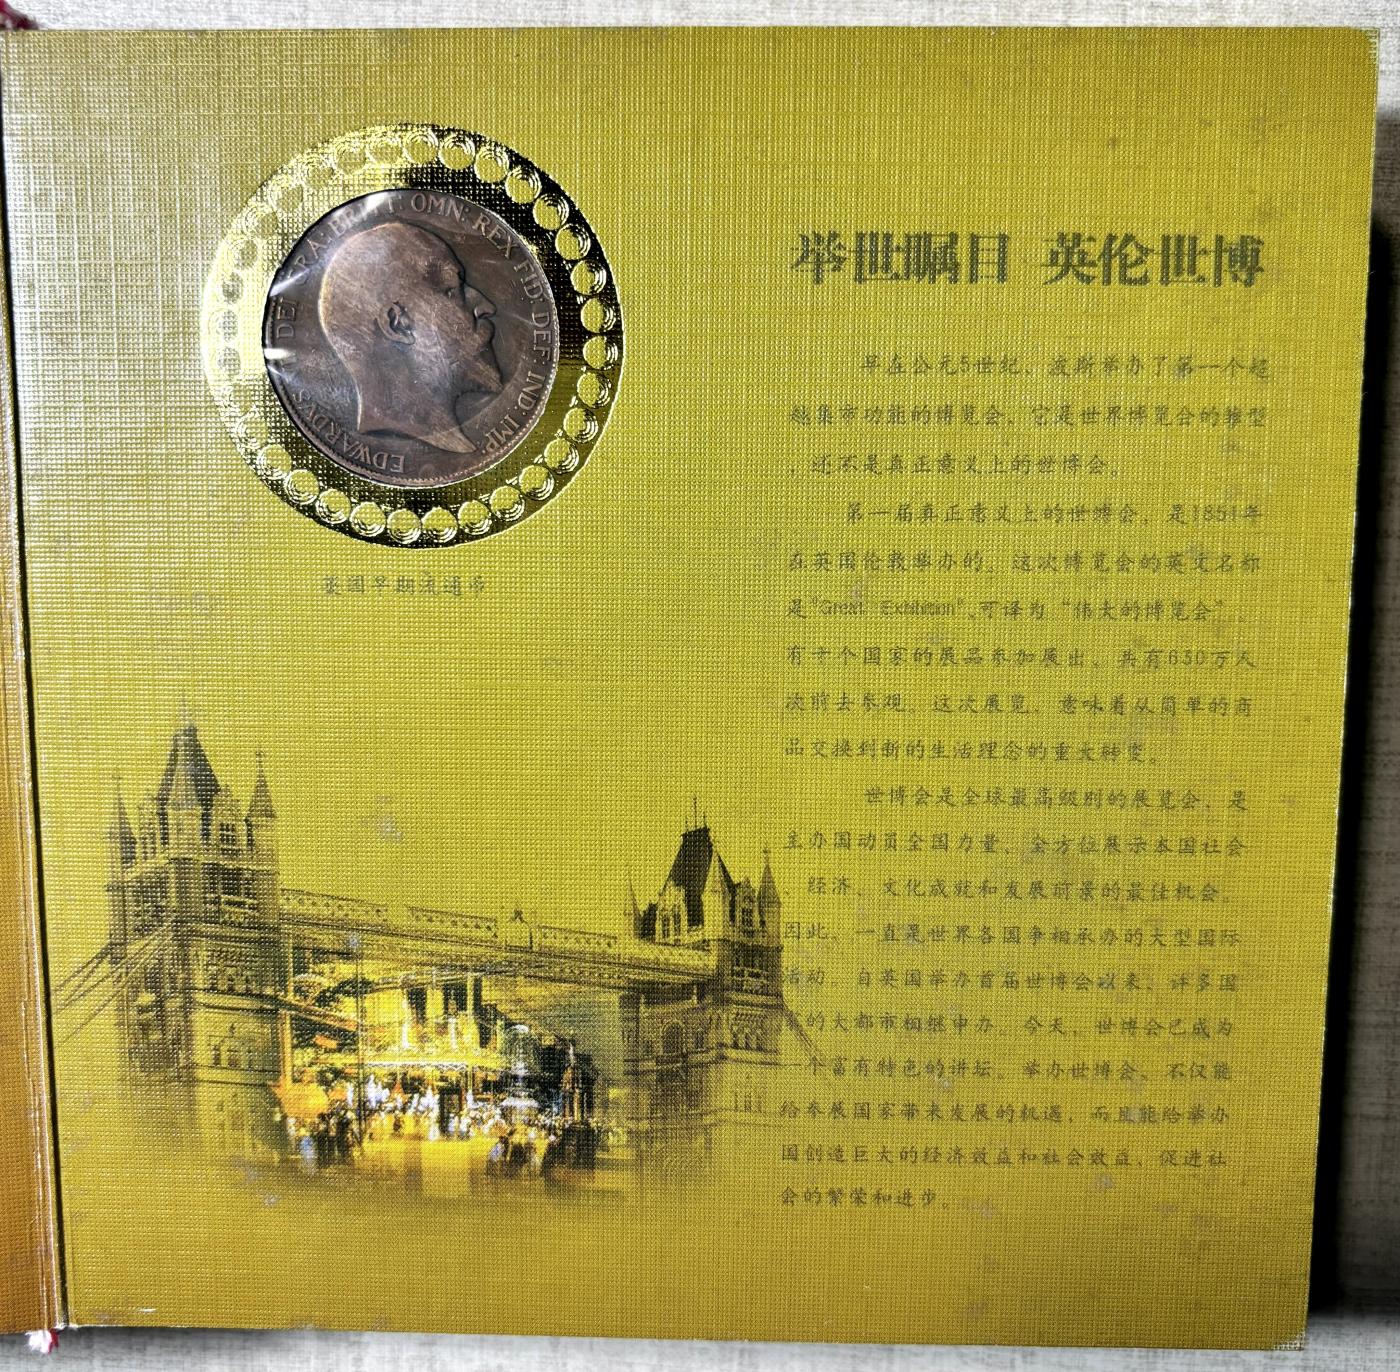 EDWARDVS VII DEI GRA: BRITT: OMN: REX FID: DEF: IND: IMP:
英国早期流通币
举世瞩目 英伦世博
早在公元5世纪，波斯举办了第一个超
越集市功能的博览会，它是世界博览会的雏型
，还不是真正意义上的世博会。
第一届真正意义上的世博会，是1851年
在英国伦敦举办的。这次博览会的英文名称
是"Great Exhibition",可译为“伟大的博览会”，
有十个国家的展品参加展出，共有630万人
次前去参观。这次展览，意味着从简单的商
品交换到新的生活理念的重大转变。
世博会是全球最高级别的展览会，是
主办国动员全国力量，全方位展示本国社会
、经济、文化成就和发展前景的最佳机会。
因此，一直是世界各国争相承办的大型国际
活动。自英国举办首届世博会以来，许多国
家的大都市相继申办。今天，世博会已成为
一个富有特色的讲坛。举办世博会，不仅能
给参展国家带来发展的机遇，而且能给举办
国创造巨大的经济效益和社会效益，促进社
会的繁荣和进步。